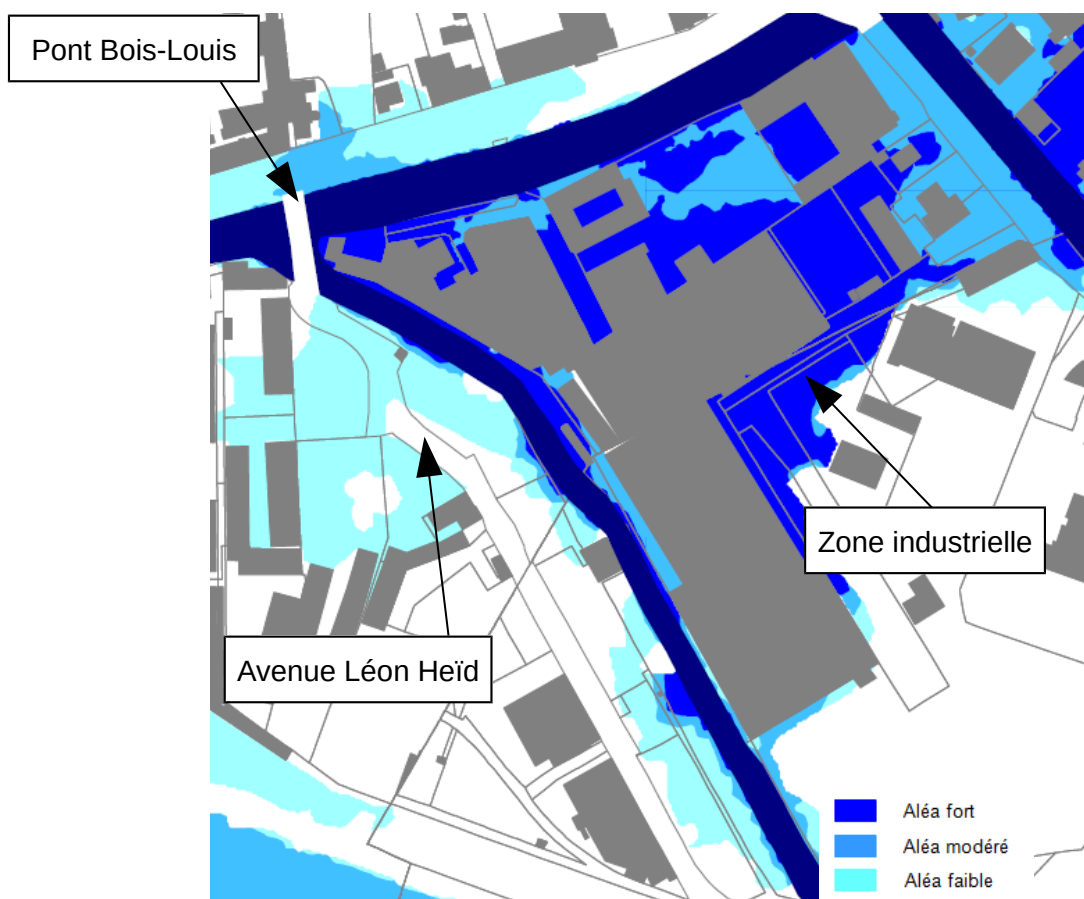 Pont Bois-Louis
Zone industrielle
Avenue Léon Heïd
Aléa fort
Aléa modéré
Aléa faible